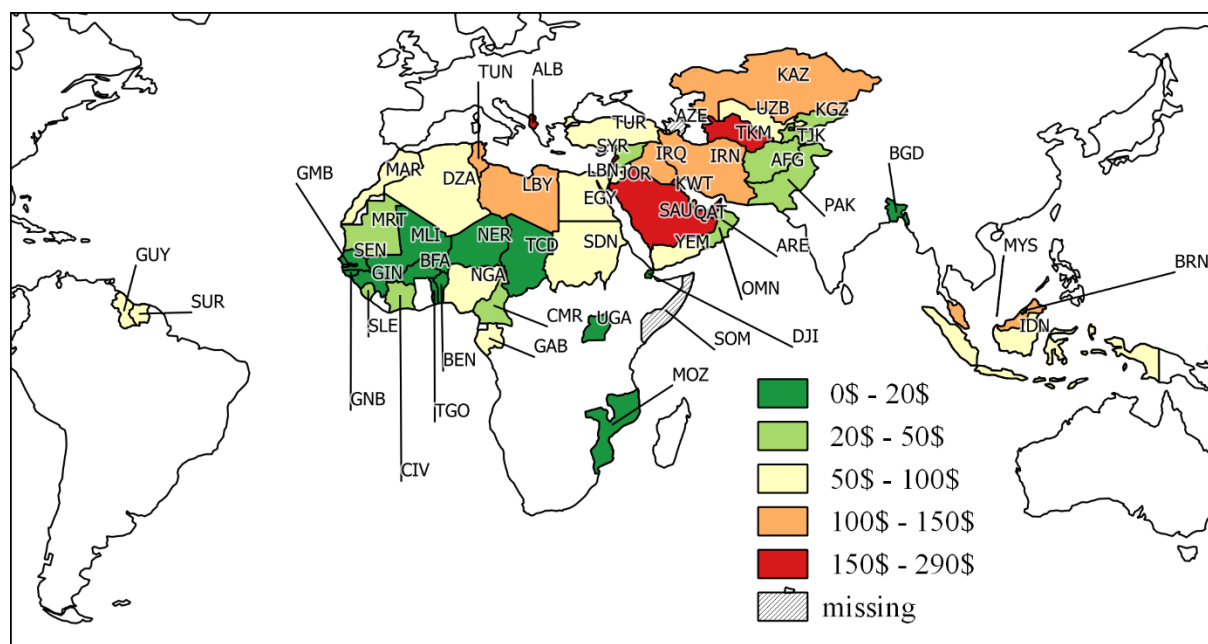 TUN
ALB
KAZ
UZB
KGZ
AZE
TUR
TKM
TJK
SYR
IRQ
IRN
AFG
BGD
MAR
LBN
JOR
GMB
DZA
LBY
EGY
KWT
PAK
MRT
SAU
QAT
MLI
NER
TCD
SDN
YEM
ARE
SEN
GUY
BFA
MYS
BRN
GIN
NGA
OMN
SUR
SLE
CMR
UGA
IDN
GAB
SOM
DJI
BEN
MOZ
GNB
TGO
CIV
0$ - 20$
20$ - 50$
50$ - 100$
100$ - 150$
150$ - 290$
missing